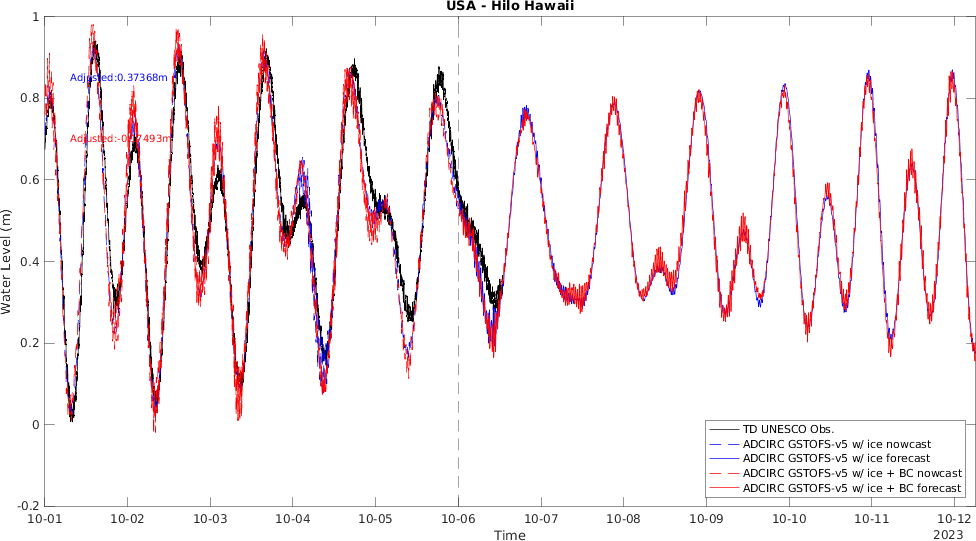 USA - Hilo Hawaii
Water Level (m)
1
0.8
0.6
0.4
0.2
0
-0.2
Adjusted:0.37368m
TD UNESCO Obs.
ADCIRC GSTOFS-v5 w/ ice nowcast
ADCIRC GSTOFS-v5 w/ ice forecast
ADCIRC GSTOFS-v5 w/ ice + BC nowcast
ADCIRC GSTOFS-v5 w/ ice + BC forecast
10-01 10-02 10-03 10-04 10-05 10-06 10-07 10-08 10-09 10-10 10-11 10-12
2023
Time